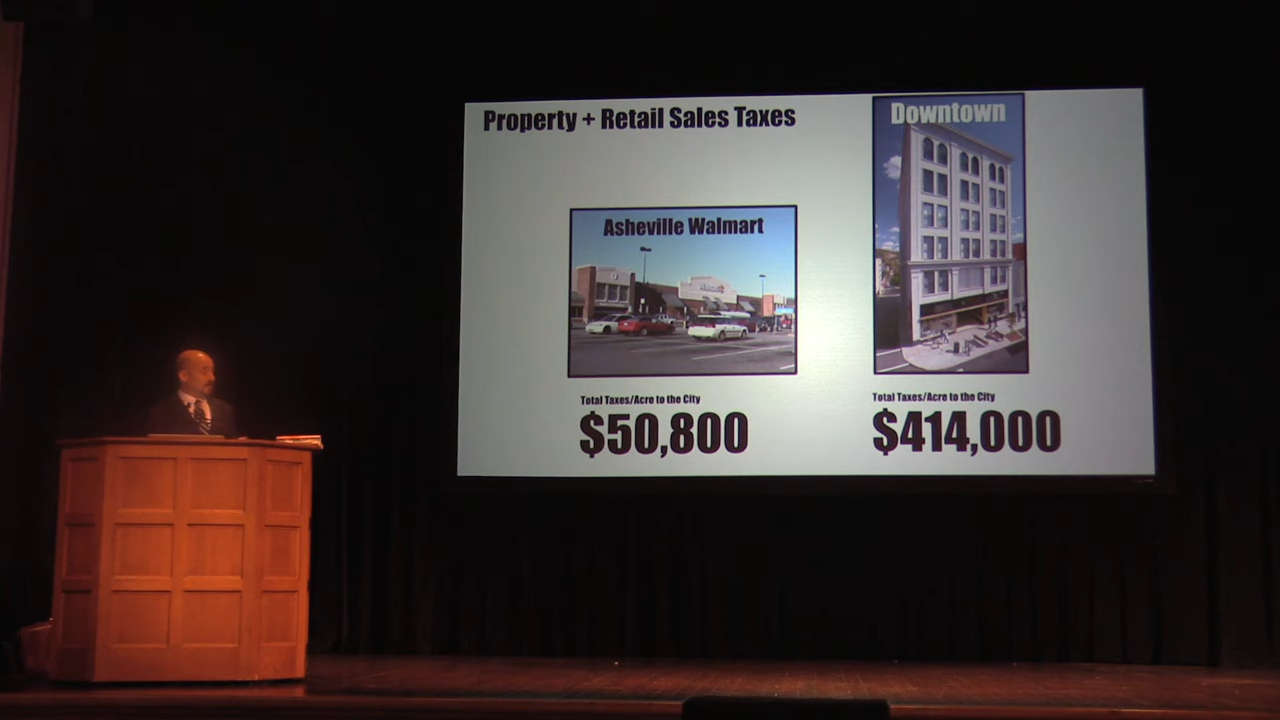 Property + Retail Sales Taxes
Downtown
Asheville Walmart
Total Taxes/Acre to the City
$50,800
Total Taxes/Acre to the City
$414,000